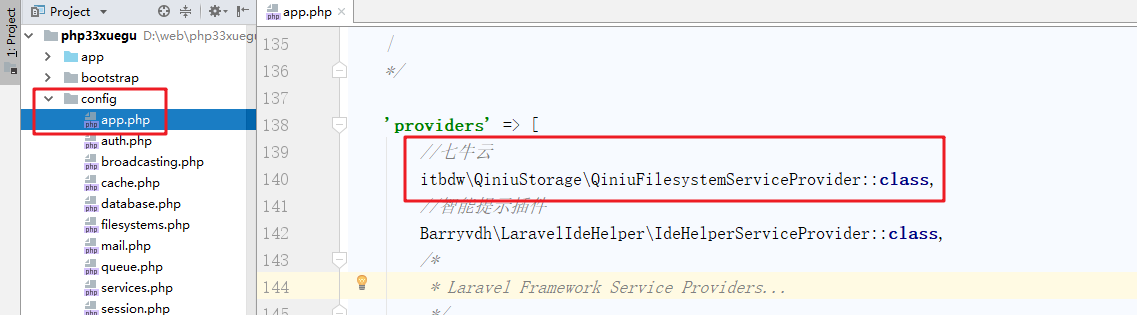 1: Project
Project
php33xuegu D:\web\php33xuegu
app
bootstrap
config
app.php
auth.php
broadcasting.php
cache.php
database.php
filesystems.php
mail.php
queue.php
services.php
session.php
app.php
135 |
136 */
137
138 'providers' => [
139 //七牛云
140 itbdw\QiniuStorage\QiniuFilesystemServiceProvider::class,
141 //智能提示插件
142 Barryvdh\LaravelIdeHelper\IdeHelperServiceProvider::class,
143 /*
144 * Laravel Framework Service Providers...
145 */